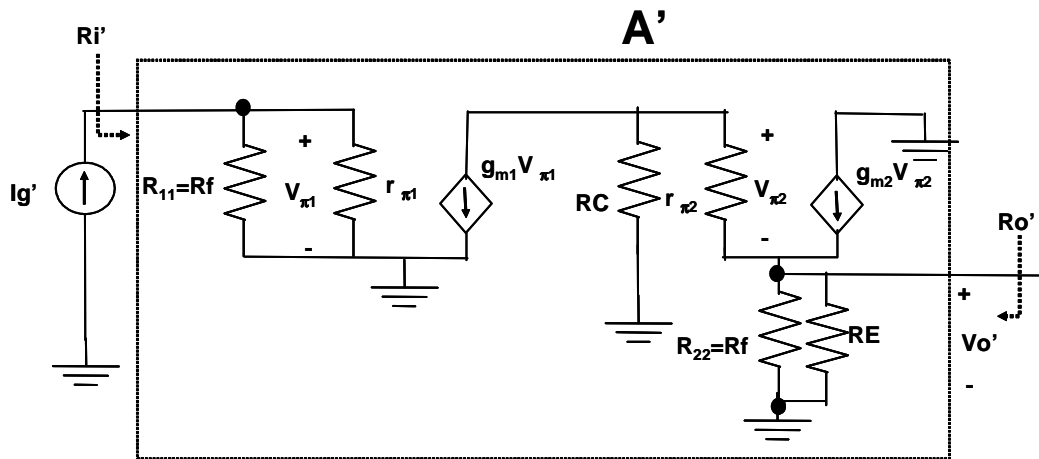 A’
Ri’
Ig’
R11=Rf
+
Vπ1
-
rπ1
gm1Vπ1
RC
rπ2
+
Vπ2
-
gm2Vπ2
Ro’
R22=Rf
RE
+
Vo’
-